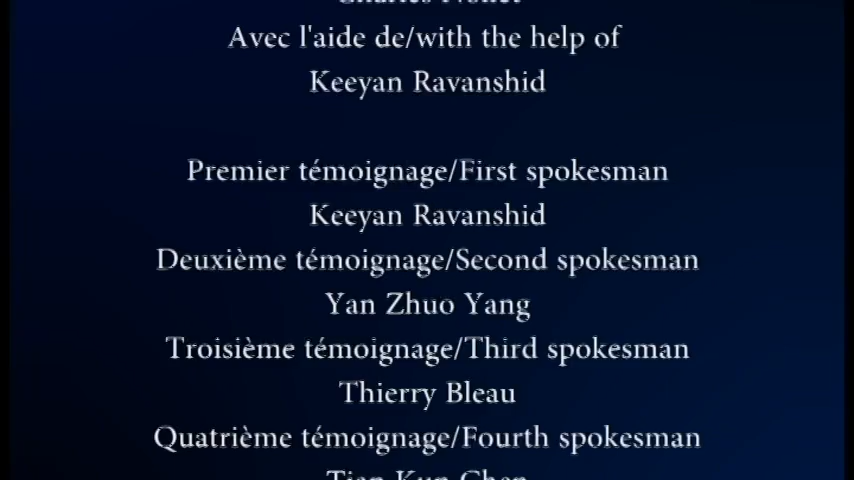 Avec l'aide de/with the help of
Keeyan Ravanshid
Premier témoignage/First spokesman
Keeyan Ravanshid
Deuxième témoignage/Second spokesman
Yan Zhuo Yang
Troisième témoignage/Third spokesman
Thierry Bleau
Quatrième témoignage/Fourth spokesman